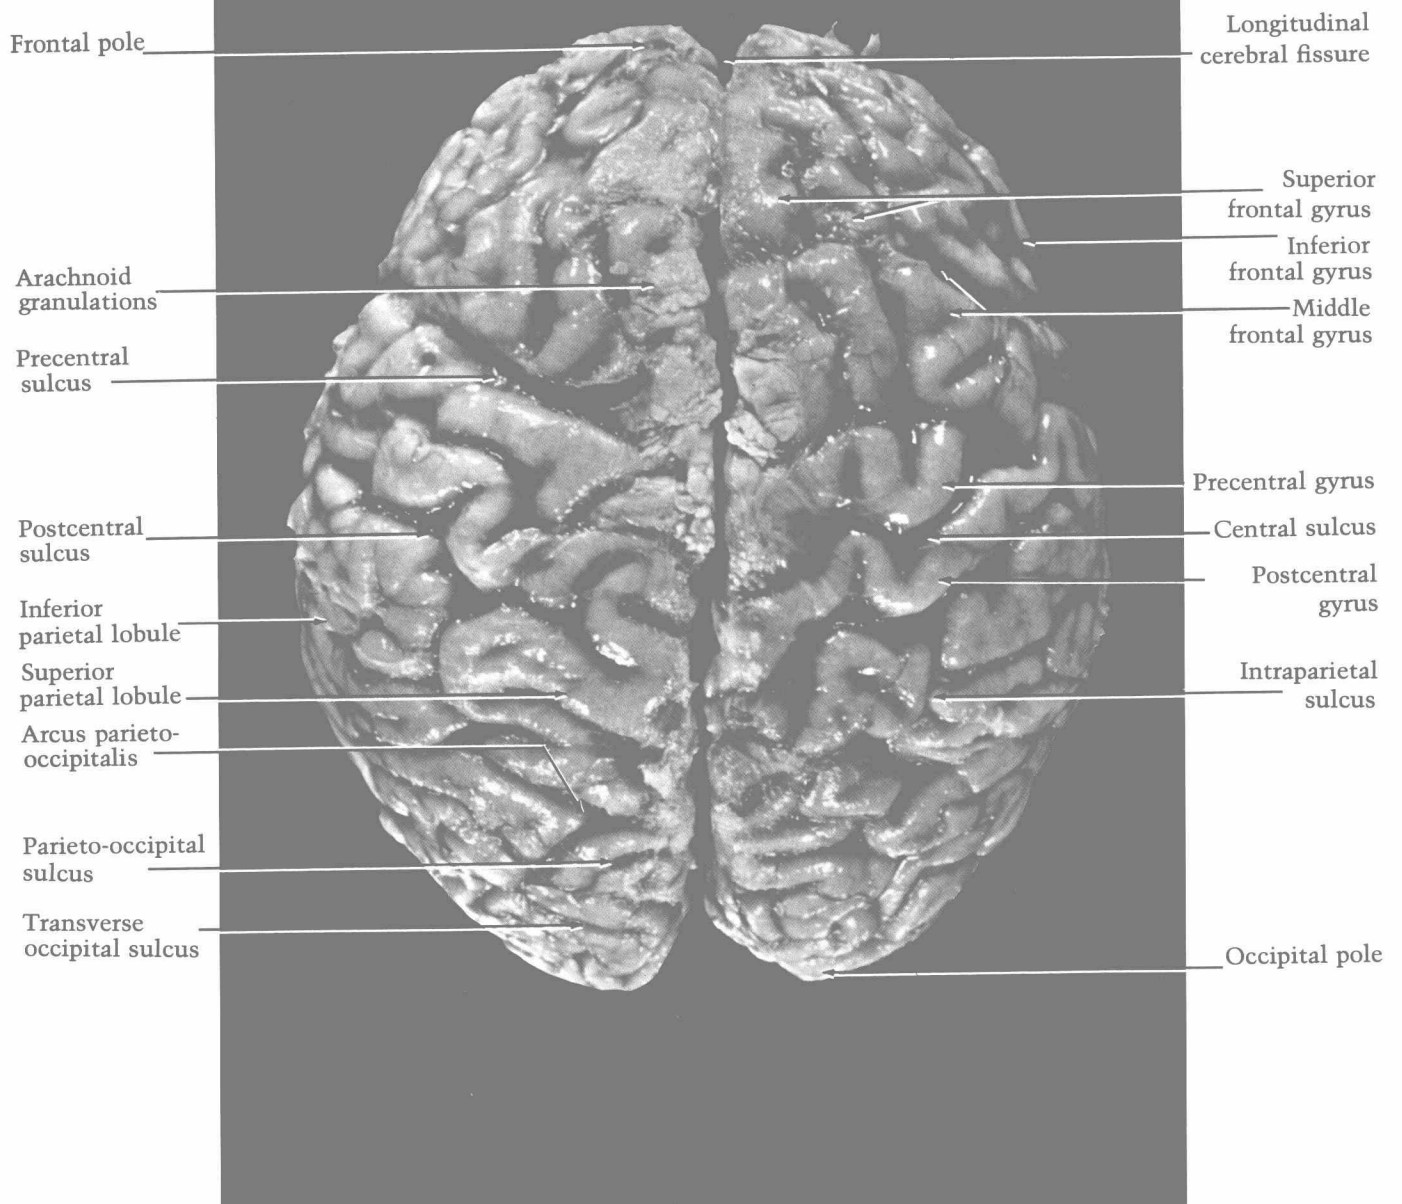 Frontal pole
Arachnoid
granulations
Precentral
sulcus
Postcentral
sulcus
Inferior
parietal lobule
Superior
parietal lobule
Arcus parieto-
occipitalis
Parieto-occipital
sulcus
Transverse
occipital sulcus
Longitudinal
cerebral fissure
Superior
frontal gyrus
Inferior
frontal gyrus
Middle
frontal gyrus
Precentral gyrus
Central sulcus
Postcentral
gyrus
Intraparietal
sulcus
Occipital pole